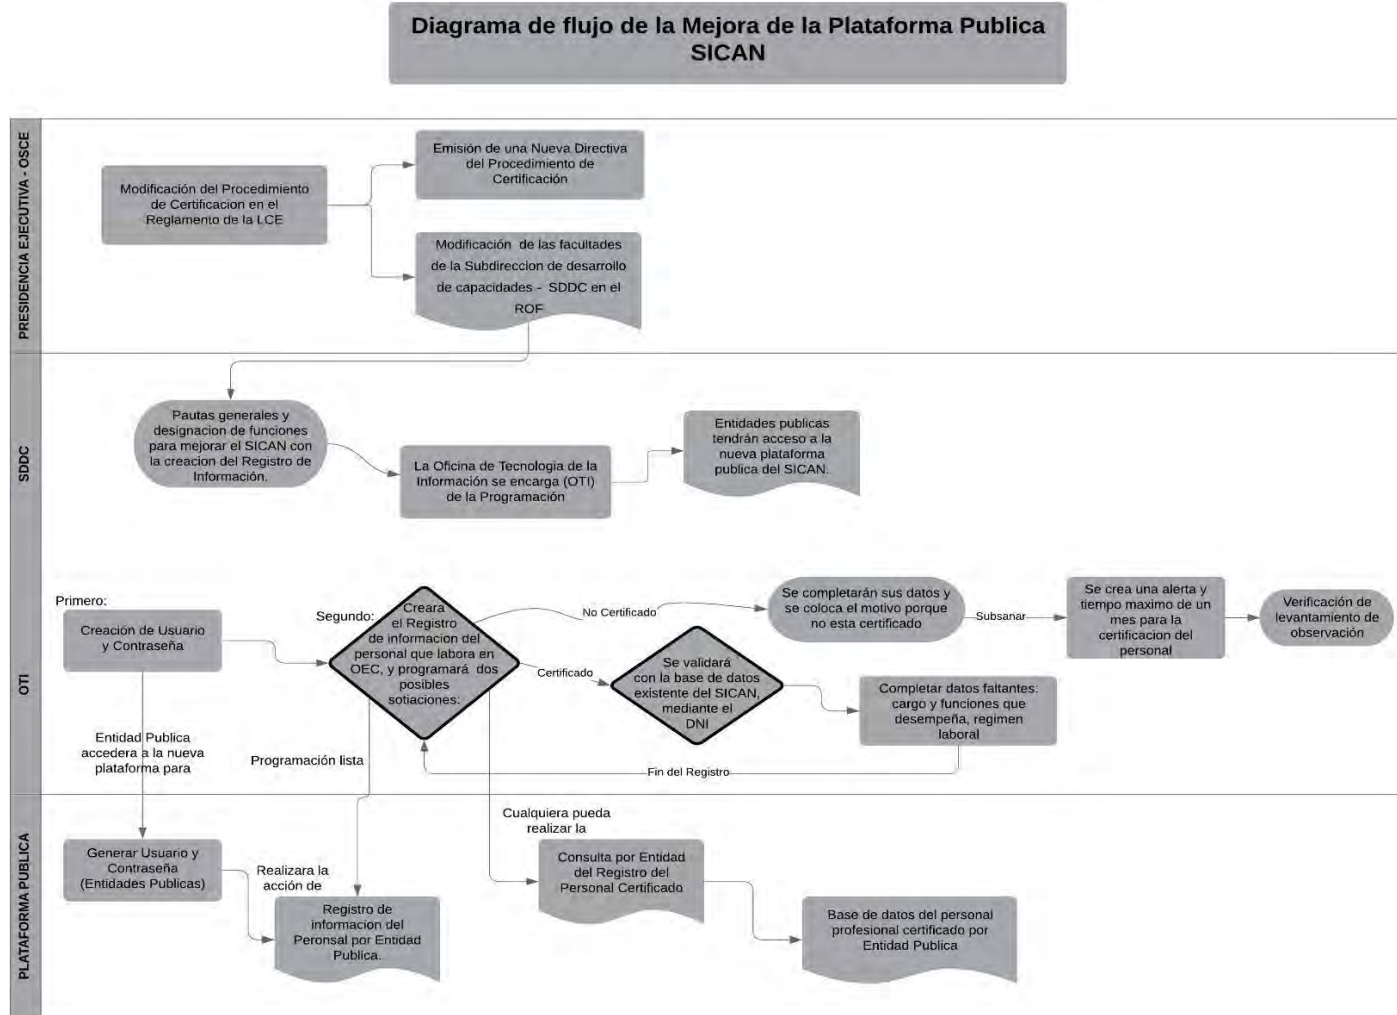 Diagrama de flujo de la Mejora de la Plataforma Publica
SICAN
PRESIDENCIA EJECUTIVA - OSCE
Modificación del Procedimiento
de Certificacion en el
Reglamento de la LCE
Emisión de una Nueva Directiva
del Procedimiento de
Certificación
Modificación de las facultades
de la Subdireccion de desarrollo
de capacidades - SDDC en el
ROF
SDDC
Pautas generales y
designacion de funciones
para mejorar el SICAN con
la creacion del Registro de
Información.
La Oficina de Tecnologia de la
Información se encarga (OTI)
de la Programación
Entidades publicas
tendrán acceso a la
nueva plataforma
publica del SICAN.
OTI
Primero:
Creación de Usuario
y Contraseña
Segundo:
Creara
el Registro
de informacion del
personal que labora en
OEC, y programará dos
posibles
sotiaciones:
No Certificado
Se completarán sus datos y
se coloca el motivo porque
no esta certificado
Subsanar
Se crea una alerta y
tiempo maximo de un
mes para la
certificacion del
personal
Verificación de
levantamiento de
observación
Certificado
Se validará
con la base de datos
existente del SICAN,
mediante el
DNI
Completar datos faltantes:
cargo y funciones que
desempeña, regimen
laboral
Fin del Registro
Entidad Publica
accedera a la nueva
plataforma para
Programación lista
PLATAFORMA PUBLICA
Generar Usuario y
Contraseña
(Entidades Publicas)
Realizara la
acción de
Registro de
informacion del
Peronsal por Entidad
Publica.
Cualquiera pueda
realizar la
Consulta por Entidad
del Registro del
Personal Certificado
Base de datos del personal
profesional certificado por
Entidad Publica